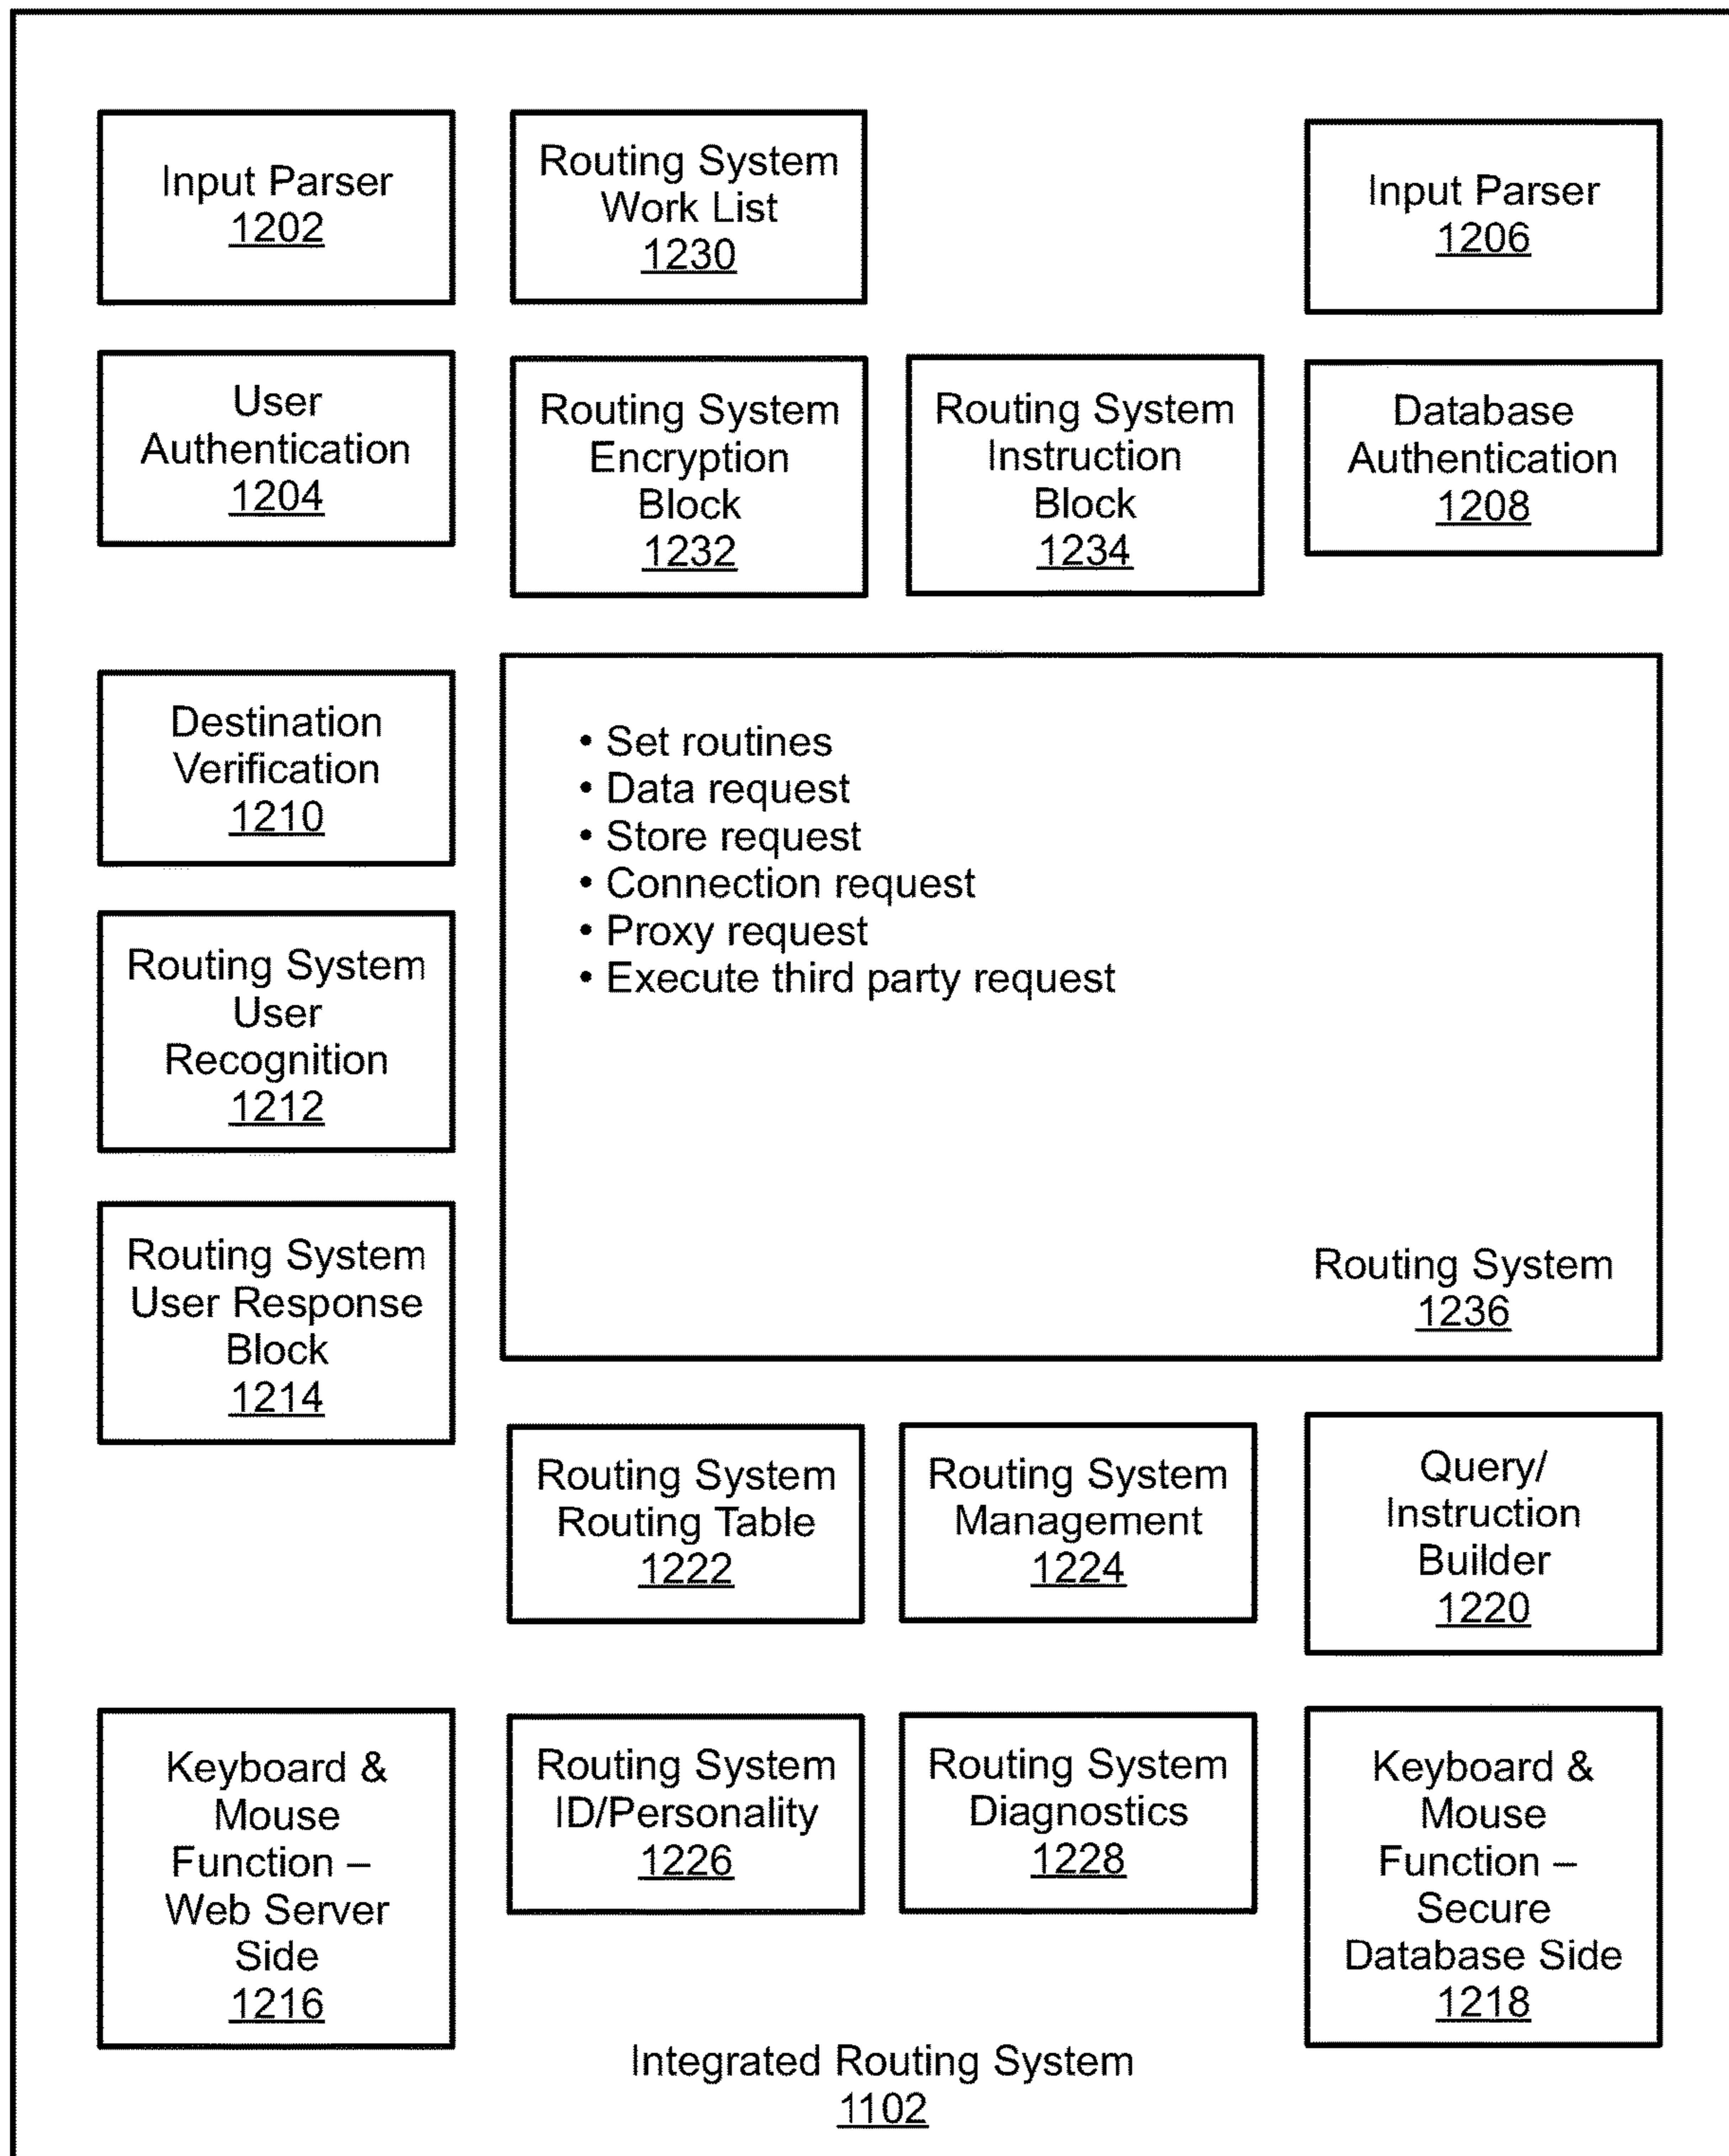 Input Parser
1202
Routing System
Work List
1230
Input Parser
1206
User
Authentication
1204
Routing System
Encryption
Block
1232
Routing System
Instruction
Block
1234
Database
Authentication
1208
Destination
Verification
1210
Routing System
User
Recognition
1212
Routing System
User Response
Block
1214
• Set routines
• Data request
• Store request
• Connection request
• Proxy request
• Execute third party request
Routing System
1236
Routing System
Routing Table
1222
Routing System
Management
1224
Query/
Instruction
Builder
1220
Keyboard &
Mouse
Function –
Web Server
Side
1216
Routing System
ID/Personality
1226
Routing System
Diagnostics
1228
Keyboard &
Mouse
Function –
Secure
Database Side
1218
Integrated Routing System
1102